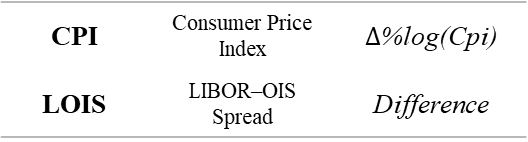 CPI Consumer Price Index Δ%log(Cpi)
LOIS LIBOR–OIS Spread Difference